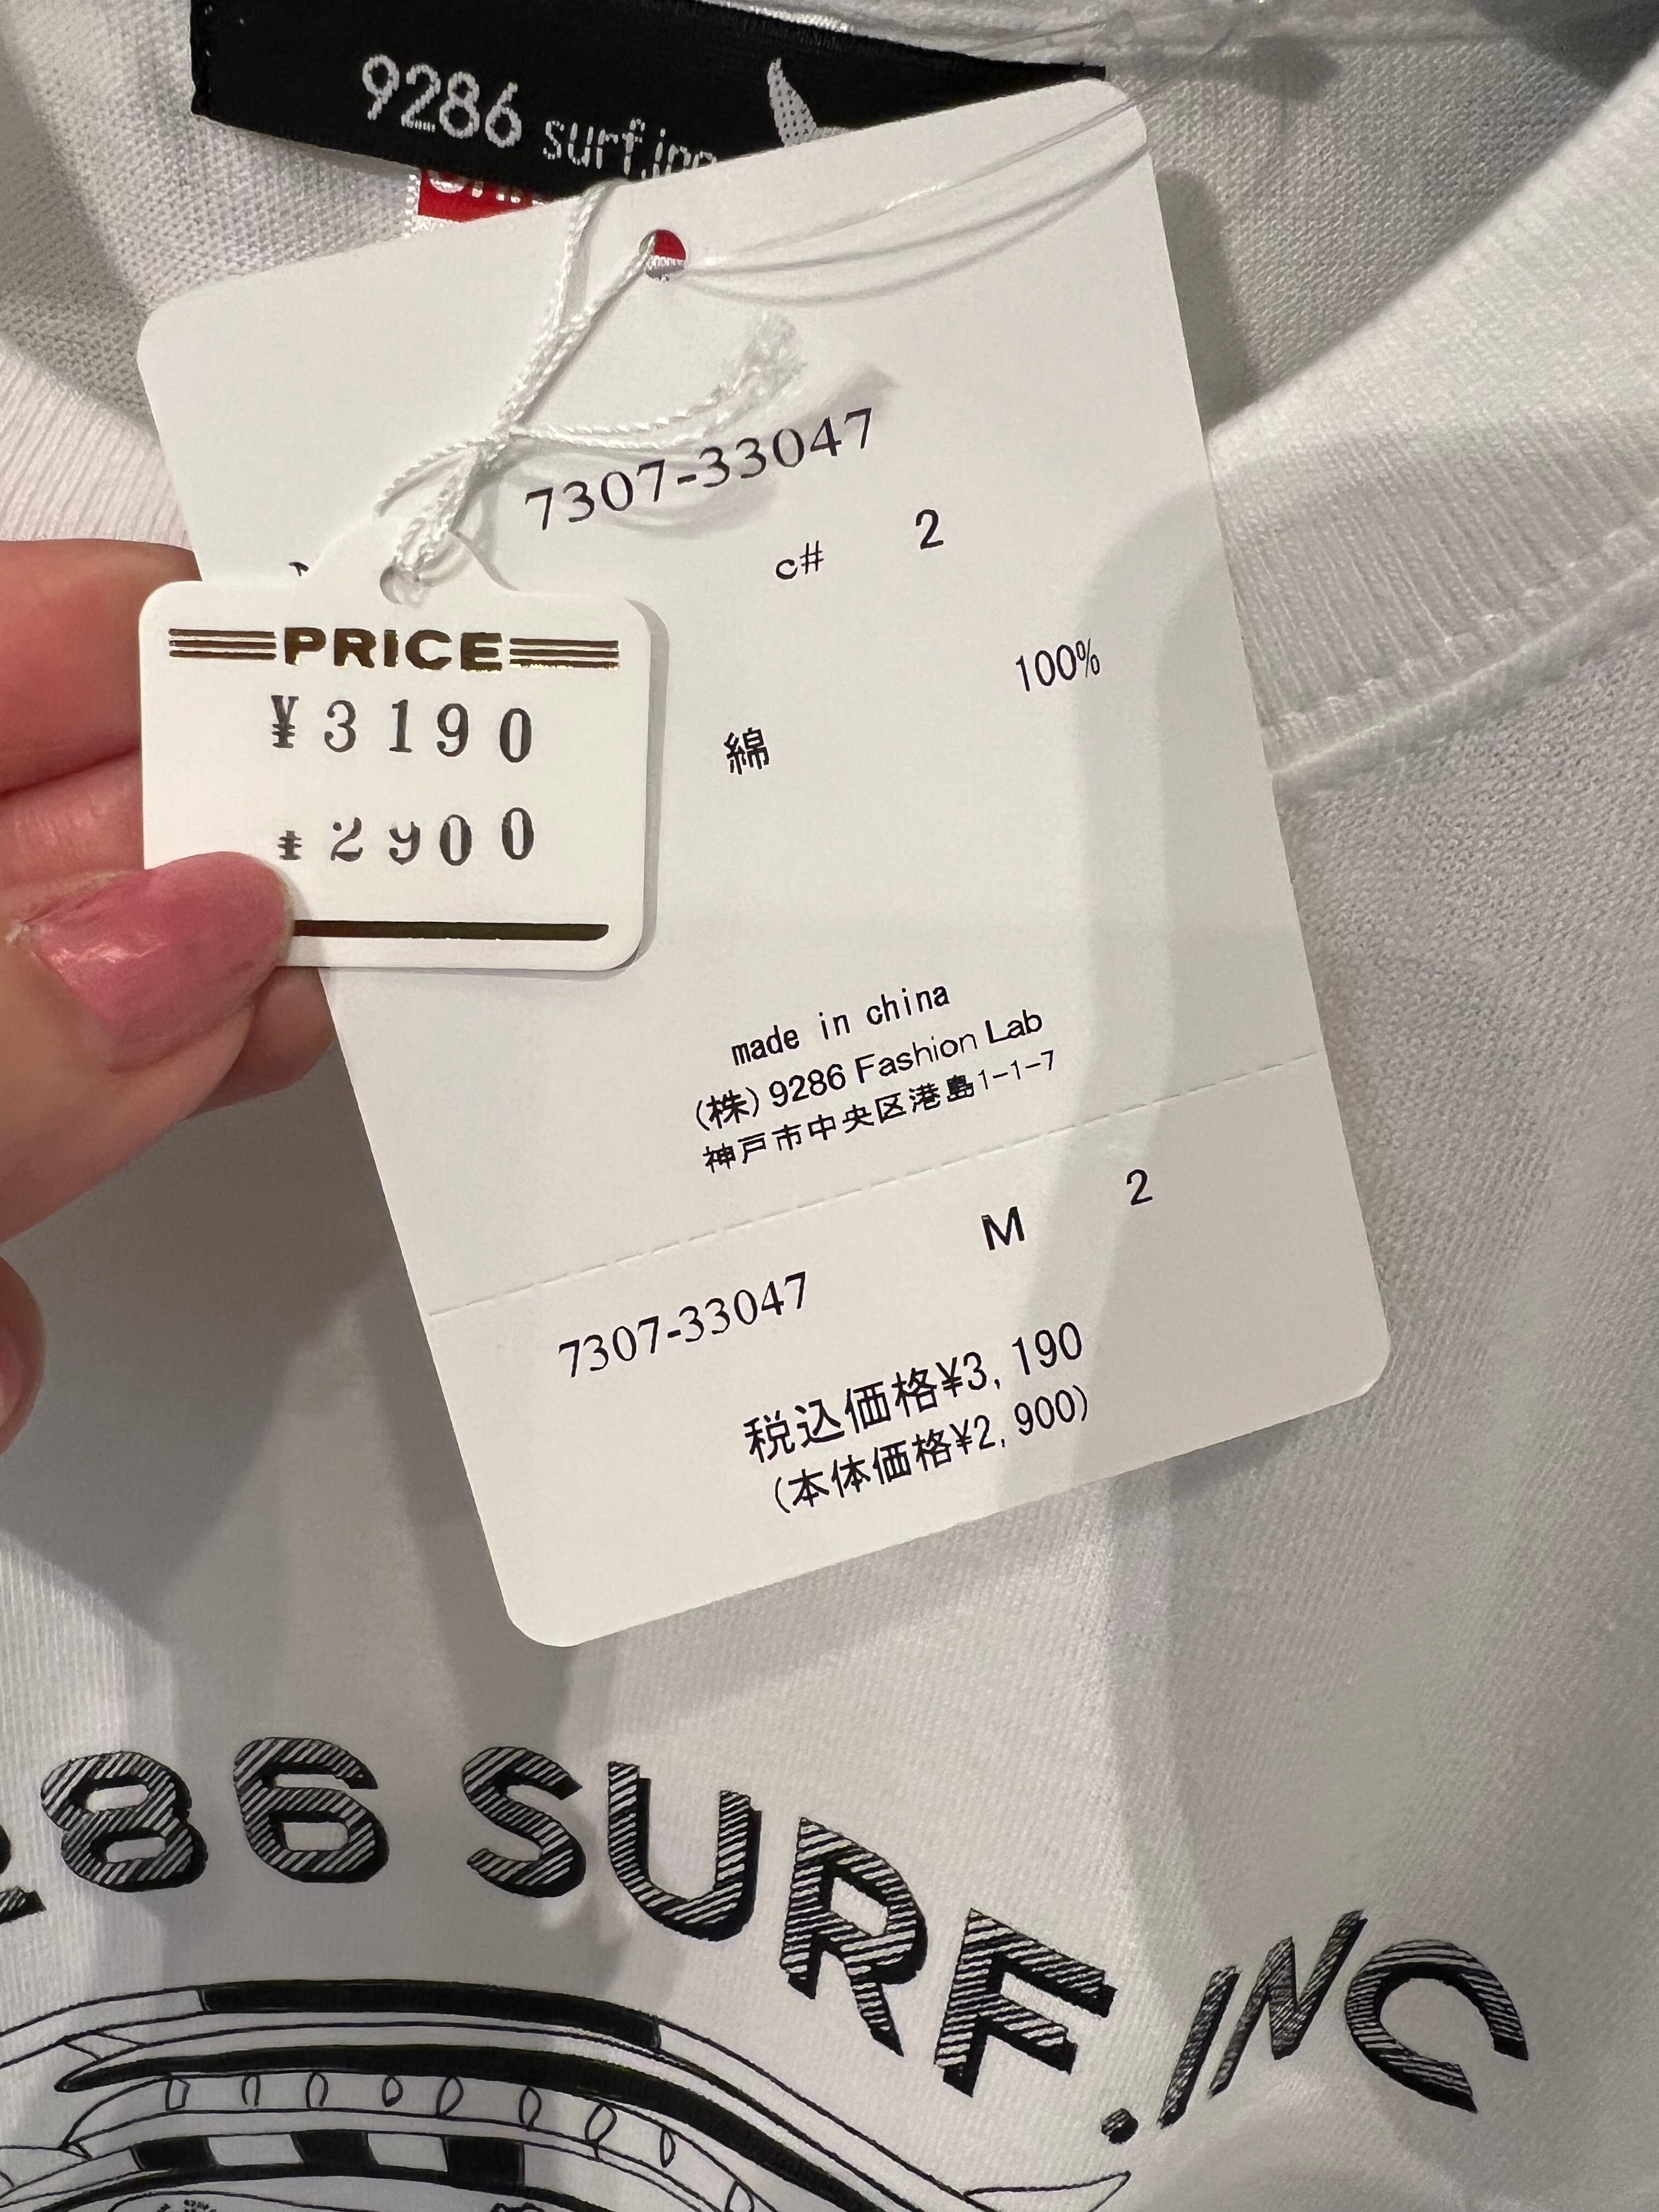 9286 surf.inc
7307-33047
c# 2
100%
綿
PRICE
¥3190
¥2900
made in china
(株) 9286 Fashion Lab
神戸市中央区港島1-1-7
M 2
7307-33047
税込価格¥3,190
(本体価格¥2,900)
286 SURF.INC